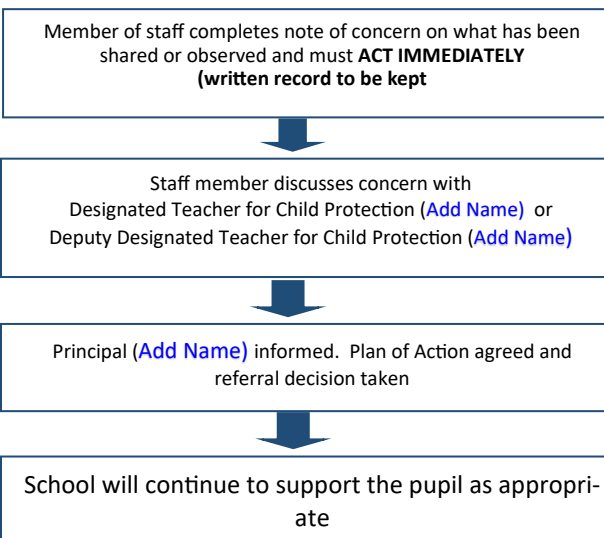 Member of staff completes note of concern on what has been
shared or observed and must ACT IMMEDIATELY
(written record to be kept
Staff member discusses concern with
Designated Teacher for Child Protection (Add Name) or
Deputy Designated Teacher for Child Protection (Add Name)
Principal (Add Name) informed. Plan of Action agreed and
referral decision taken
School will continue to support the pupil as appropri-
ate